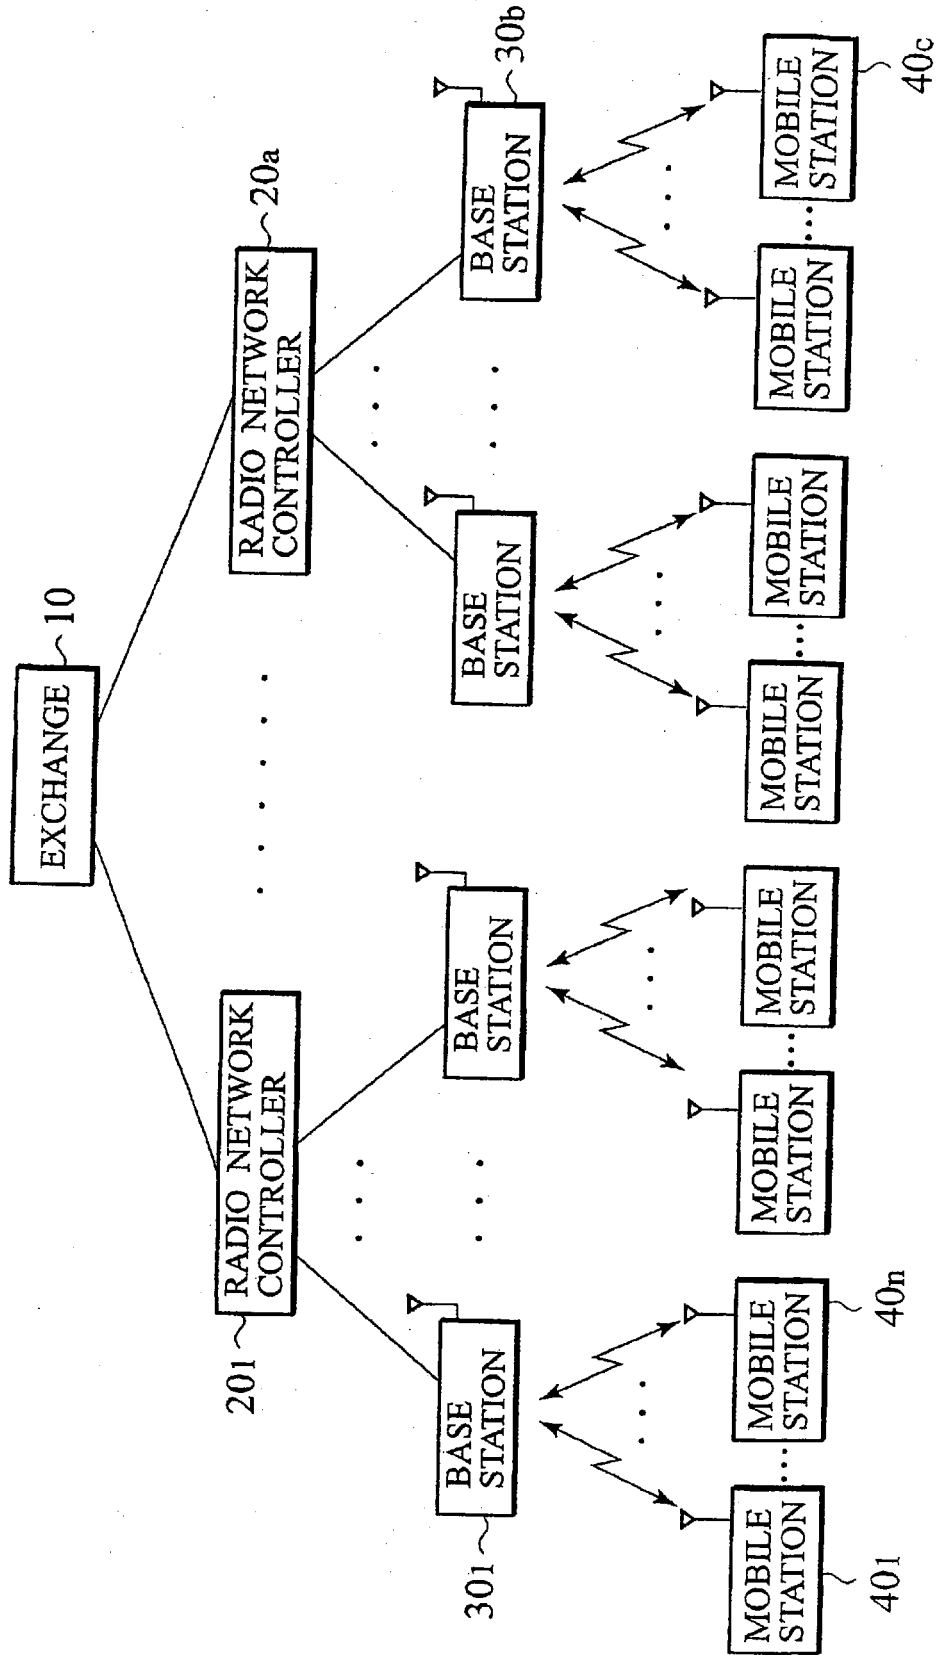 EXCHANGE
10
RADIO NETWORK
CONTROLLER
201
RADIO NETWORK
CONTROLLER
20a
BASE
STATION
301
BASE
STATION
BASE
STATION
BASE
STATION
30b
MOBILE
STATION
401
MOBILE
STATION
40n
MOBILE
STATION
MOBILE
STATION
MOBILE
STATION
MOBILE
STATION
MOBILE
STATION
MOBILE
STATION
40c